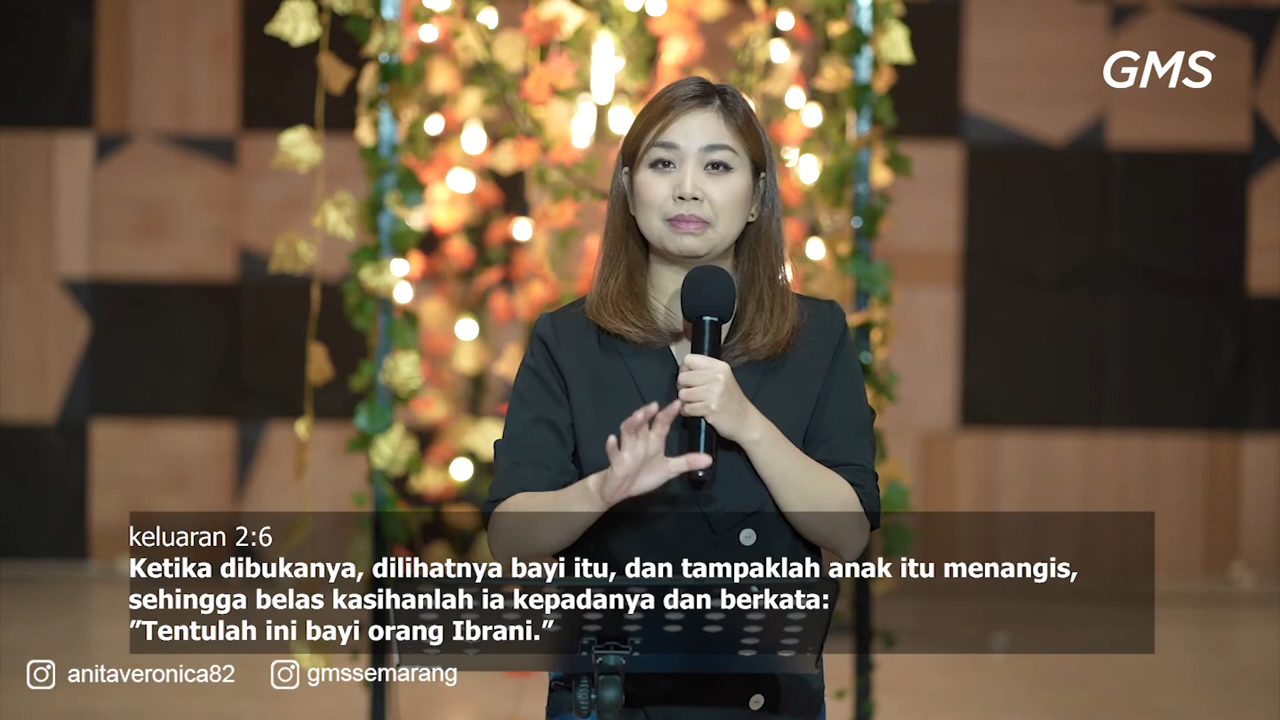 GMS
keluaran 2:6
Ketika dibukanya, dilihatnya bayi itu, dan tampaklah anak itu menangis,
sehingga belas kasihanlah ia kepadanya dan berkata:
”Tentulah ini bayi orang Ibrani.”
anitaveronica82 gmssemarang